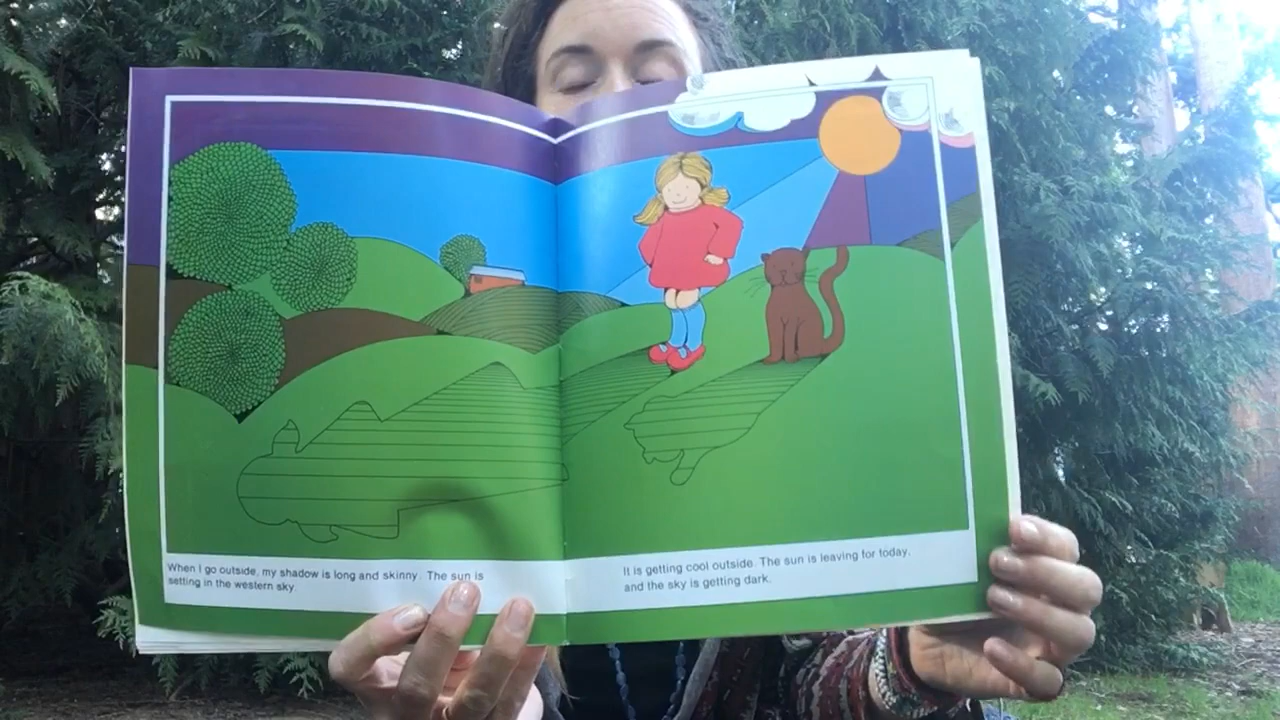 When I go outside, my shadow is long and skinny. The sun is
setting in the western sky.
It is getting cool outside. The sun is leaving for today,
and the sky is getting dark.